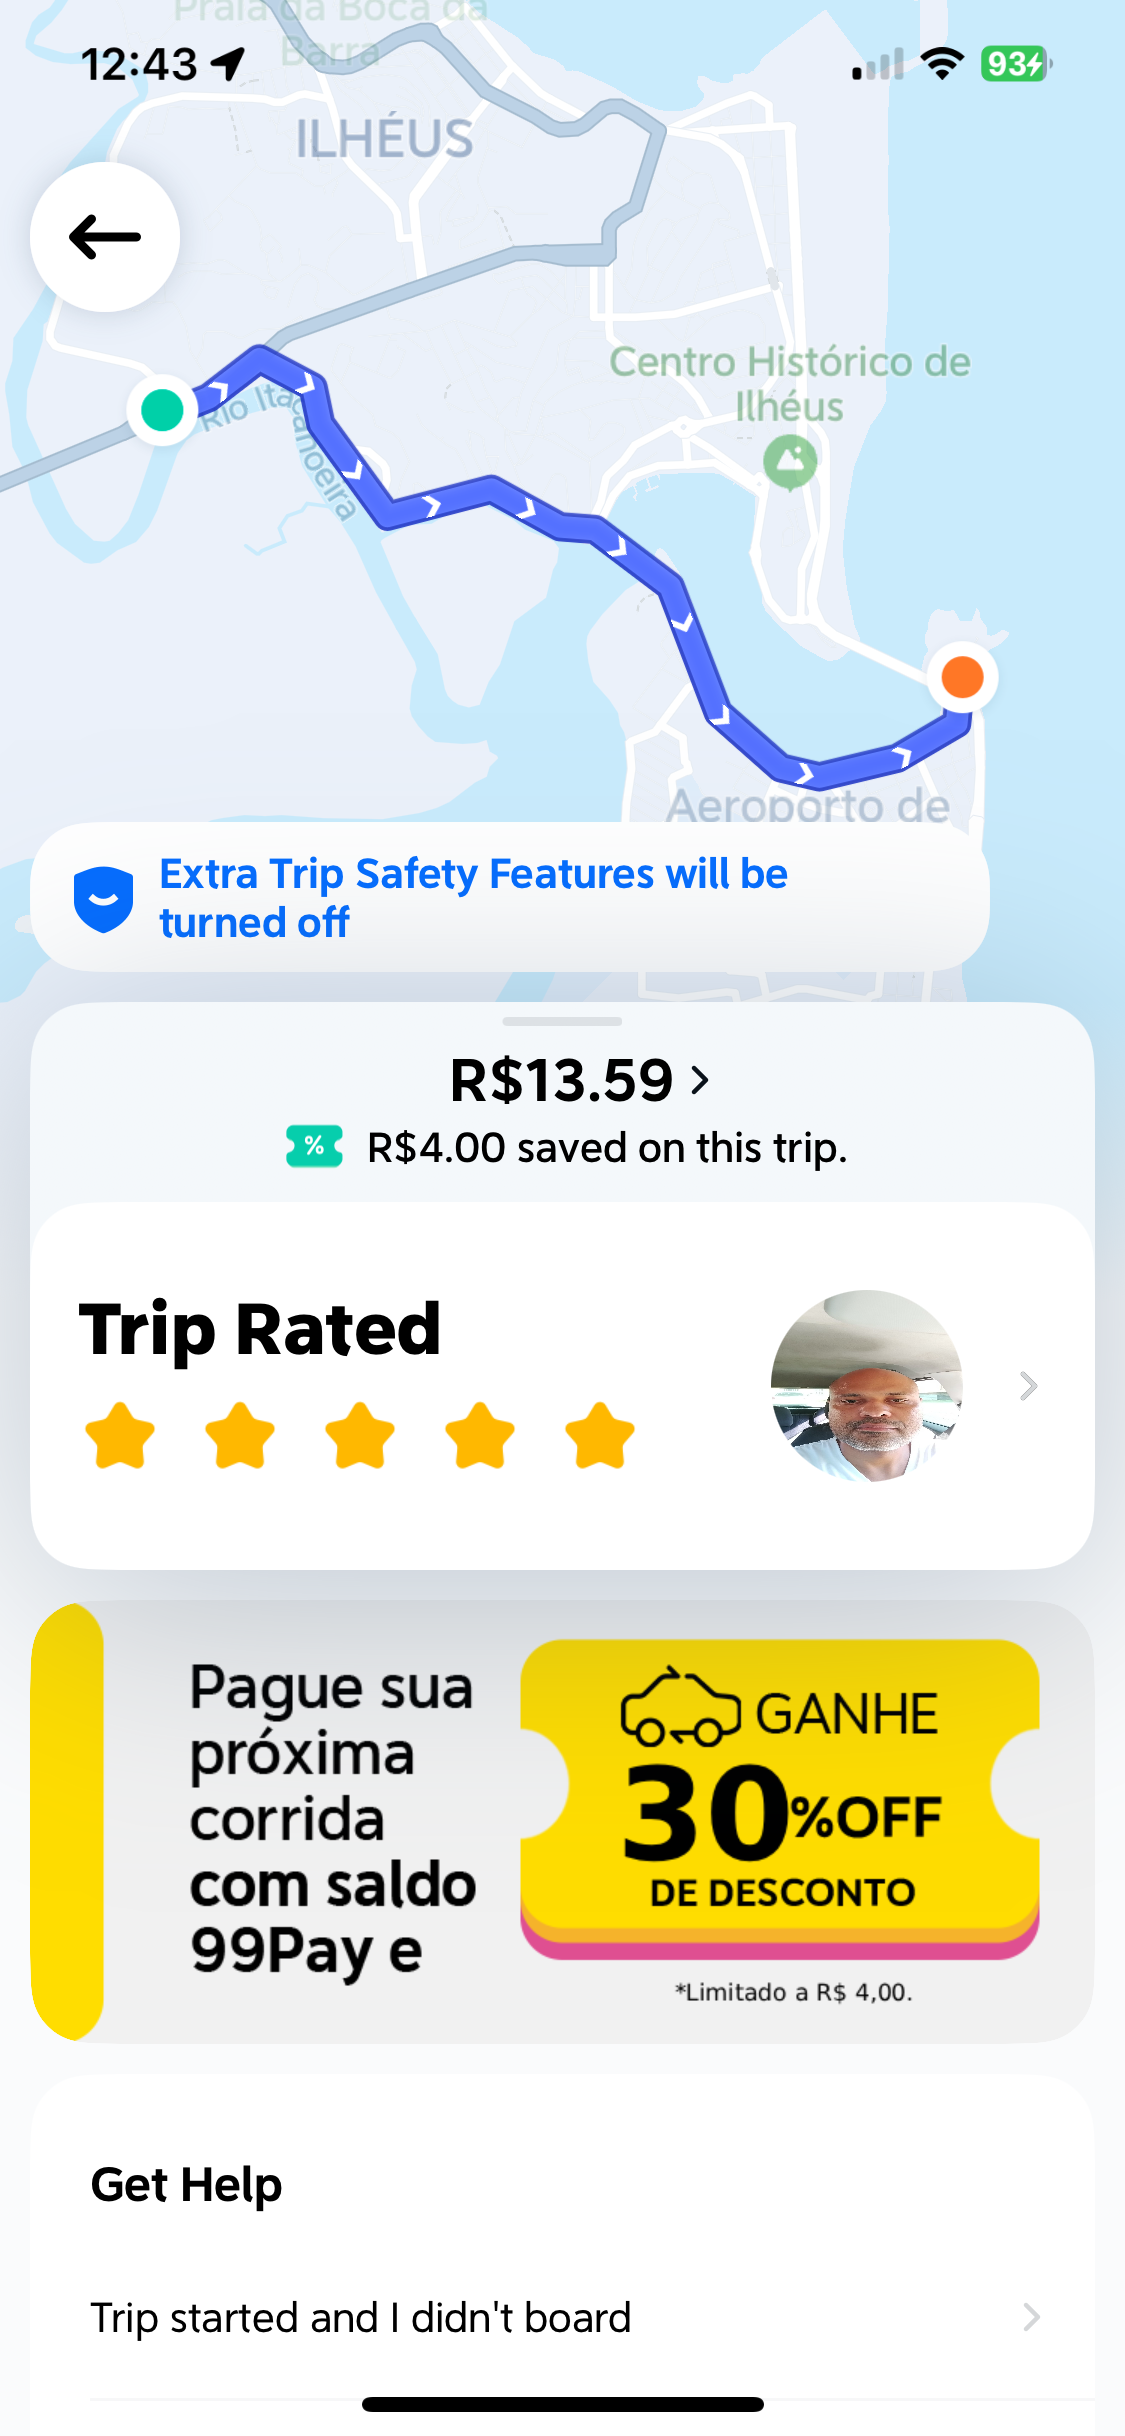 Praia da Boca da
Barra
12:43
93
ILHÉUS
Centro Histórico de
Ilhéus
Rio Itacanoeira
Aeroporto de
Extra Trip Safety Features will be
turned off
R$13.59
%
R$4.00 saved on this trip.
Trip Rated
Pague sua
próxima
corrida
com saldo
99Pay e
GANHE
30%OFF
DE DESCONTO
*Limitado a R$ 4,00.
Get Help
Trip started and I didn't board